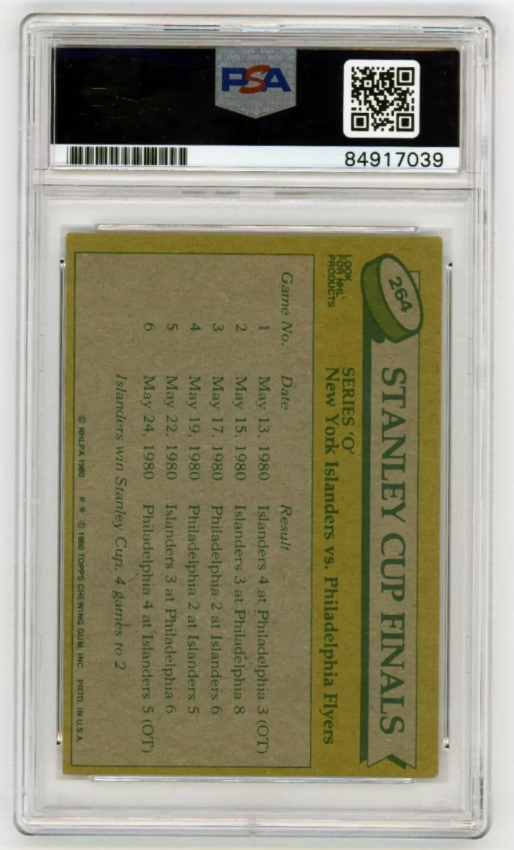 PSA
84917039
264
LOOK
FOR NHL
PRODUCTS
STANLEY CUP FINALS
SERIES 'O'
New York Islanders vs. Philadelphia Flyers
Game No. Date Result
1 May 13, 1980 Islanders 4 at Philadelphia 3 (OT)
2 May 15, 1980 Islanders 3 at Philadelphia 8
3 May 17, 1980 Philadelphia 2 at Islanders 6
4 May 19, 1980 Philadelphia 2 at Islanders 5
5 May 22, 1980 Islanders 3 at Philadelphia 6
6 May 24, 1980 Philadelphia 4 at Islanders 5 (OT)
Islanders win Stanley Cup, 4 games to 2
© NHLPA 1980 ** © 1980 TOPPS CHEWING GUM, INC. PRTD. IN U.S.A.